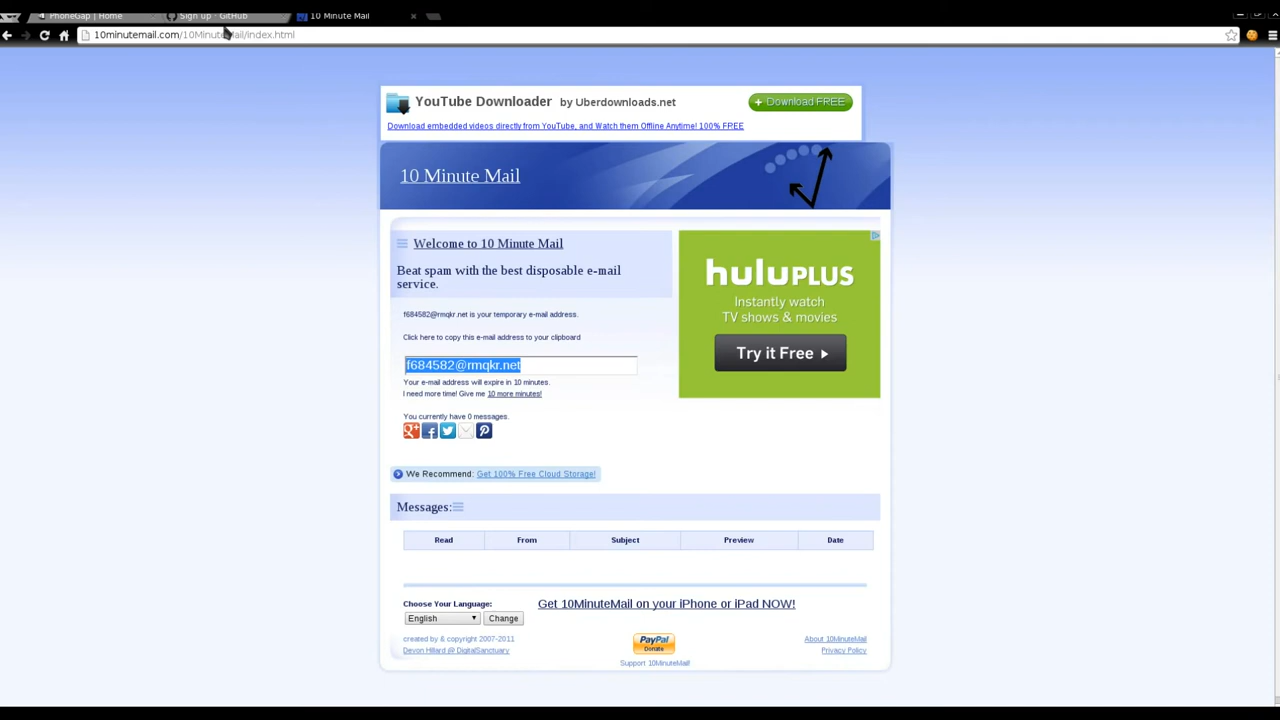 PhoneGap | Home
Sign up · GitHub
10 Minute Mail
10minutemail.com/10MinuteMail/index.html
YouTube Downloader by Uberdownloads.net
+ Download FREE
Download embedded videos directly from YouTube, and Watch them Offline Anytime! 100% FREE
10 Minute Mail
Welcome to 10 Minute Mail
Beat spam with the best disposable e-mail
service.
f684582@rmqkr.net is your temporary e-mail address.
Click here to copy this e-mail address to your clipboard
f684582@rmqkr.net
Your e-mail address will expire in 10 minutes.
I need more time! Give me 10 more minutes!
You currently have 0 messages.
huluPLUS
Instantly watch
TV shows & movies
Try it Free
We Recommend: Get 100% Free Cloud Storage!
Messages:
Read From Subject Preview Date
Choose Your Language:
English Change
Get 10MinuteMail on your iPhone or iPad NOW!
created by & copyright 2007-2011
Devon Hillard @ DigitalSanctuary
PayPal
Donate
Support 10MinuteMail!
About 10MinuteMail
Privacy Policy